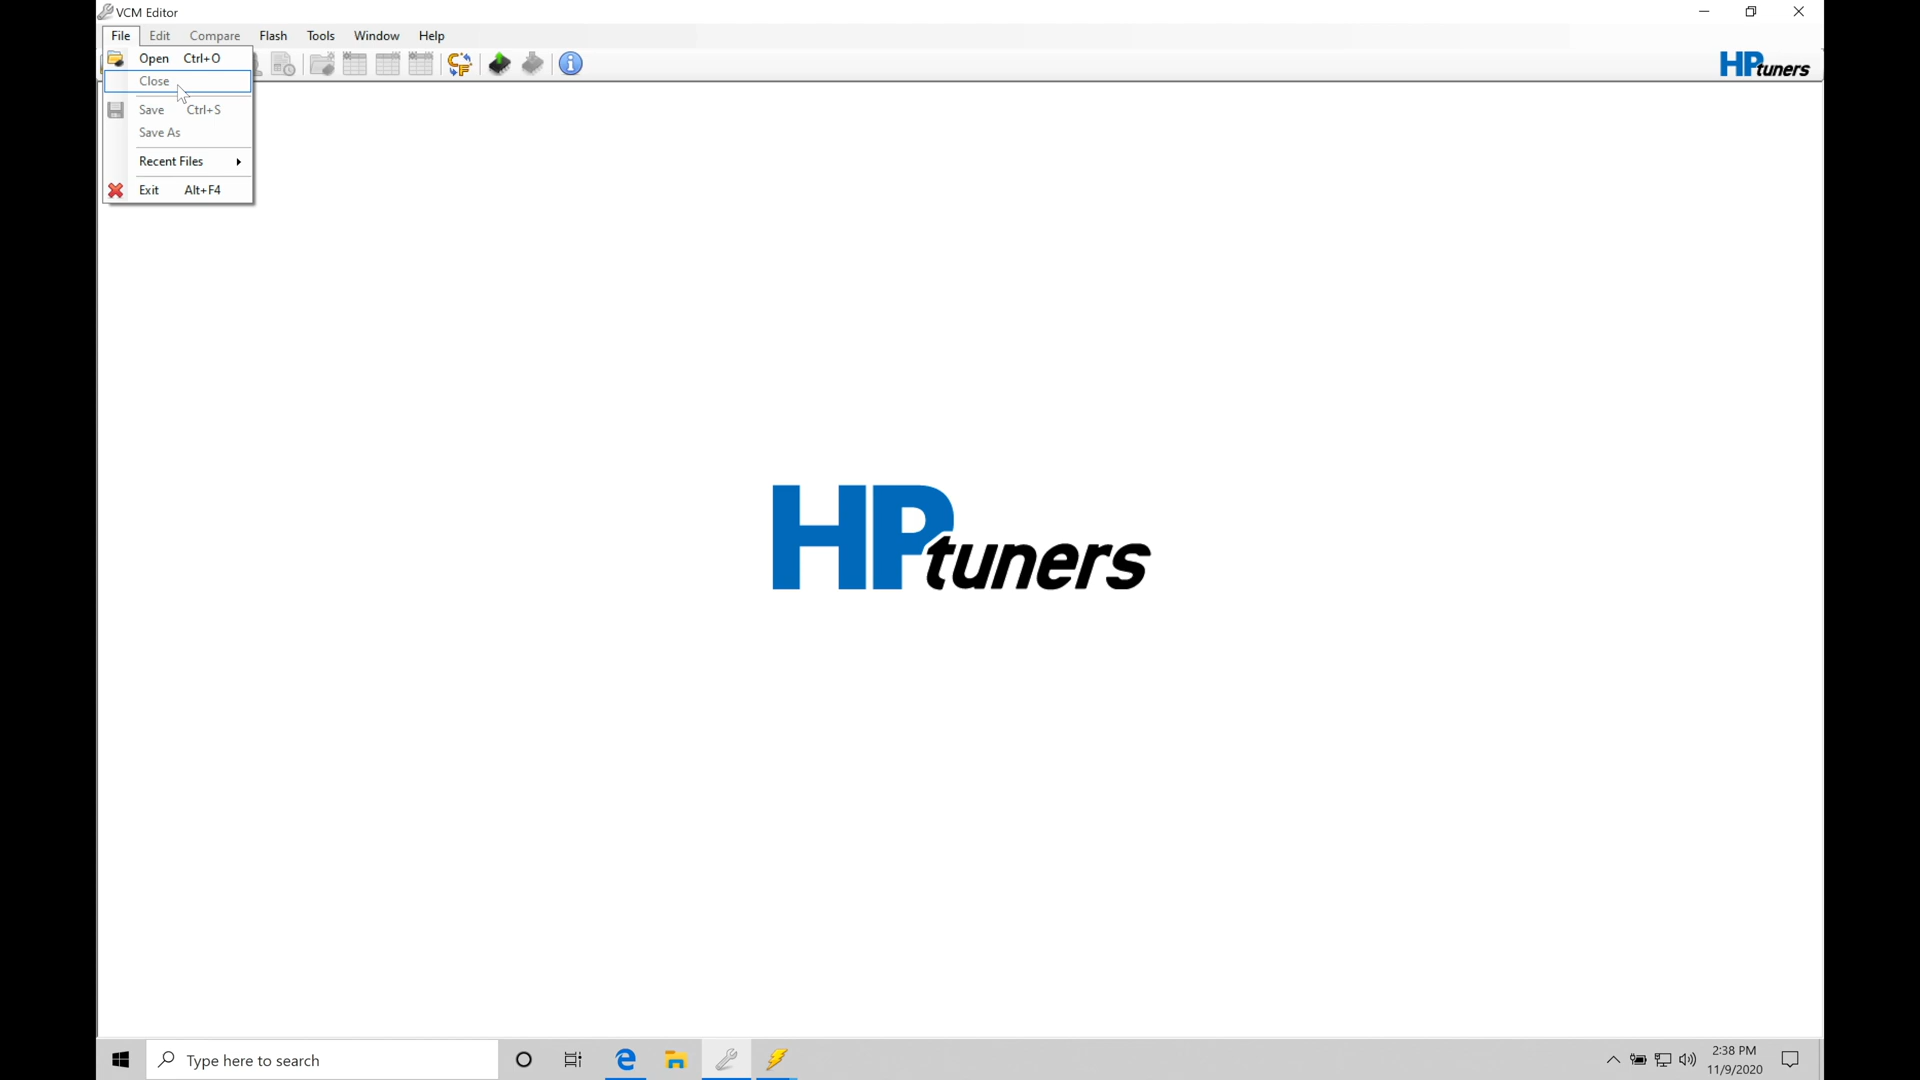 VCM Editor
File Edit Compare Flash Tools Window Help
HPtuners
Open Ctrl+O
Close
Save Ctrl+S
Save As
Recent Files
Exit Alt+F4
HPtuners
Type here to search
2:38 PM
11/9/2020